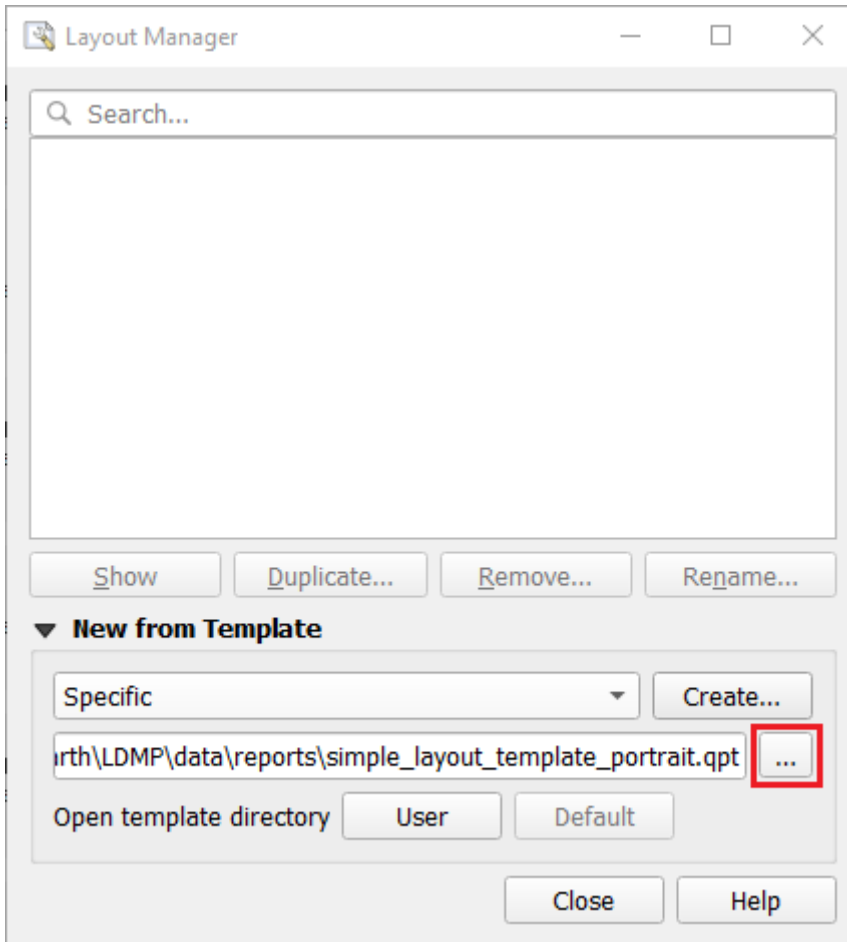 Layout Manager
Search...
Show Duplicate... Remove... Rename...
New from Template
Specific Create...
rth\LDMP\data\reports\simple_layout_template_portrait.qpt ...
Open template directory User Default
Close Help